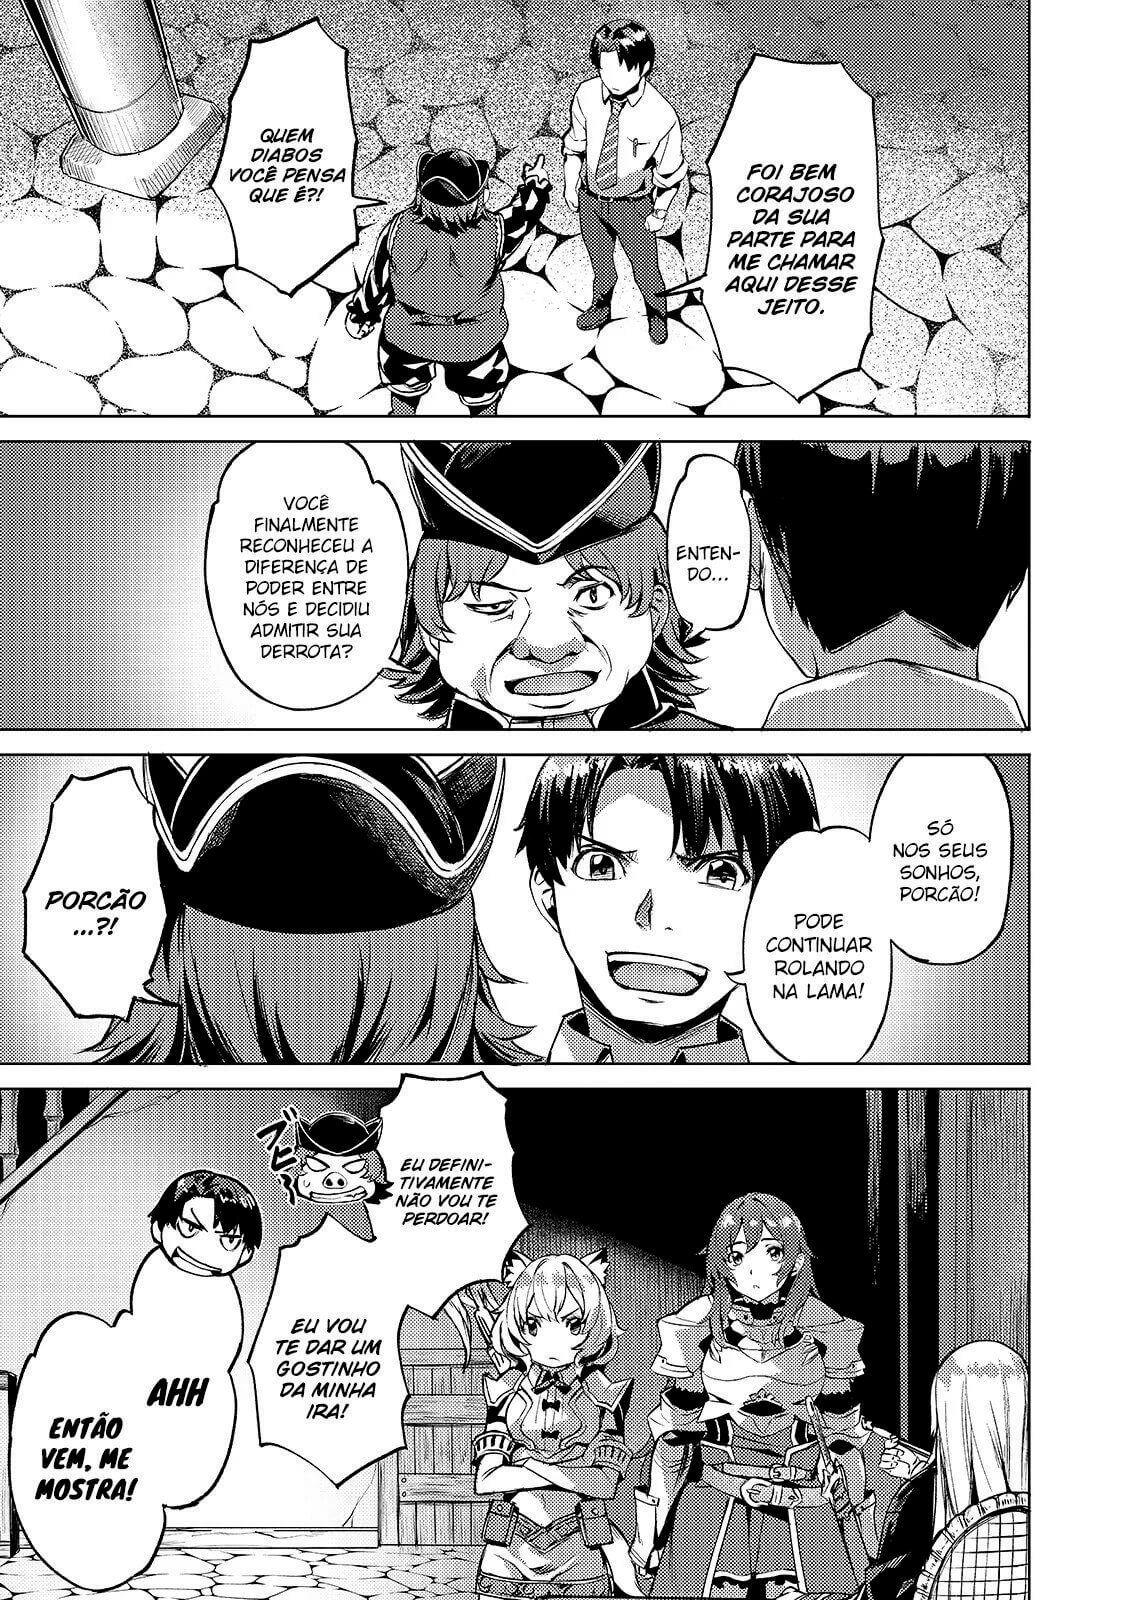 FOI BEM
CORAJOSO
DA SUA
PARTE PARA
ME CHAMAR
AQUI DESSE
JEITO.
QUEM
DIABOS
VOCÊ PENSA
QUE É?!
ENTEN-
DO...
VOCÊ
FINALMENTE
RECONHECEU A
DIFERENÇA DE
PODER ENTRE
NÓS E DECIDIU
ADMITIR SUA
DERROTA?
SÓ
NOS SEUS
SONHOS,
PORCÃO!
PODE
CONTINUAR
ROLANDO
NA LAMA!
PORCÃO
...?!
EU DEFINI-
TIVAMENTE
NÃO VOU TE
PERDOAR!
ブヒ〜
EU VOU
TE DAR UM
GOSTINHO
DA MINHA
IRA!
AHH
ENTÃO
VEM, ME
MOSTRA!